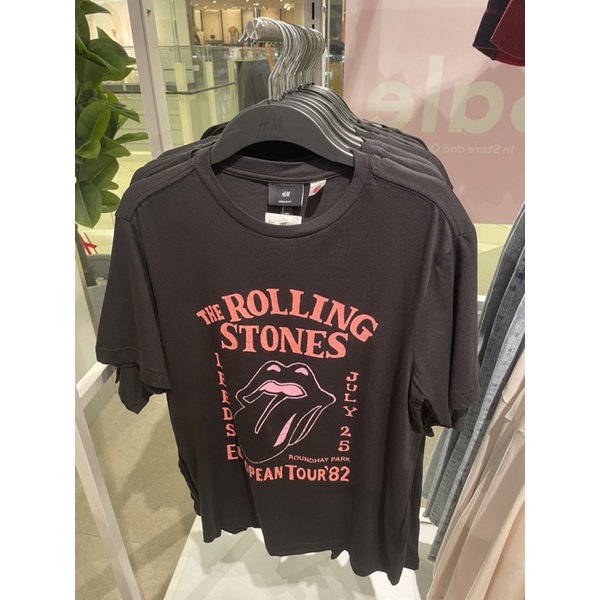 H&M
H&M
THE ROLLING
STONES
LEEDS
JULY 25
ROUNDHAY PARK
PEAN TOUR '82
ale
In Store and